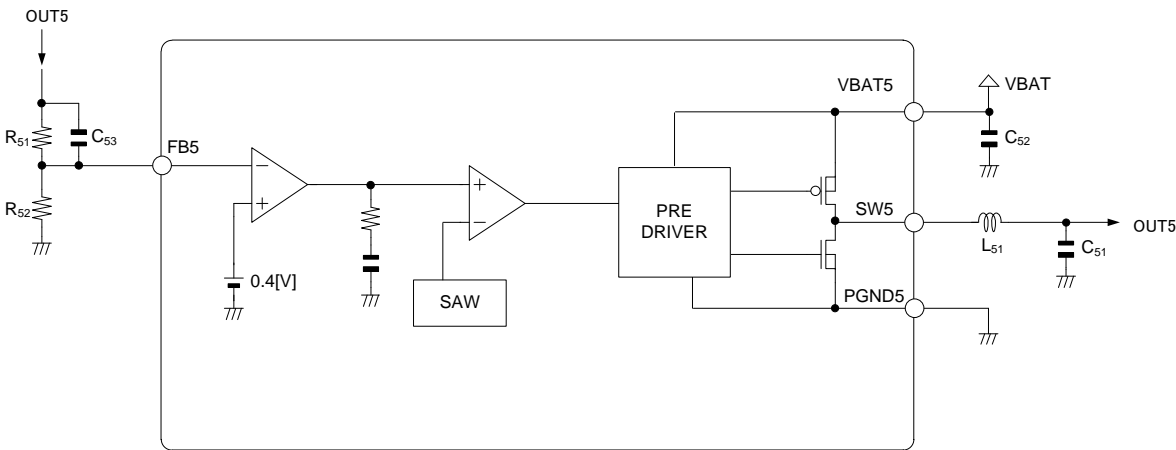 OUT5
VBAT5
VBAT
R51
C53
FB5
C52
−
+
+
−
PRE
DRIVER
SW5
OUT5
R52
L51
C51
0.4[V]
SAW
PGND5